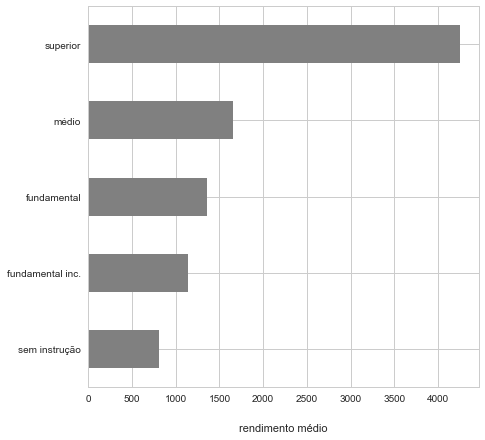 superior
médio
fundamental
fundamental inc.
sem instrução
0 500 1000 1500 2000 2500 3000 3500 4000
rendimento médio